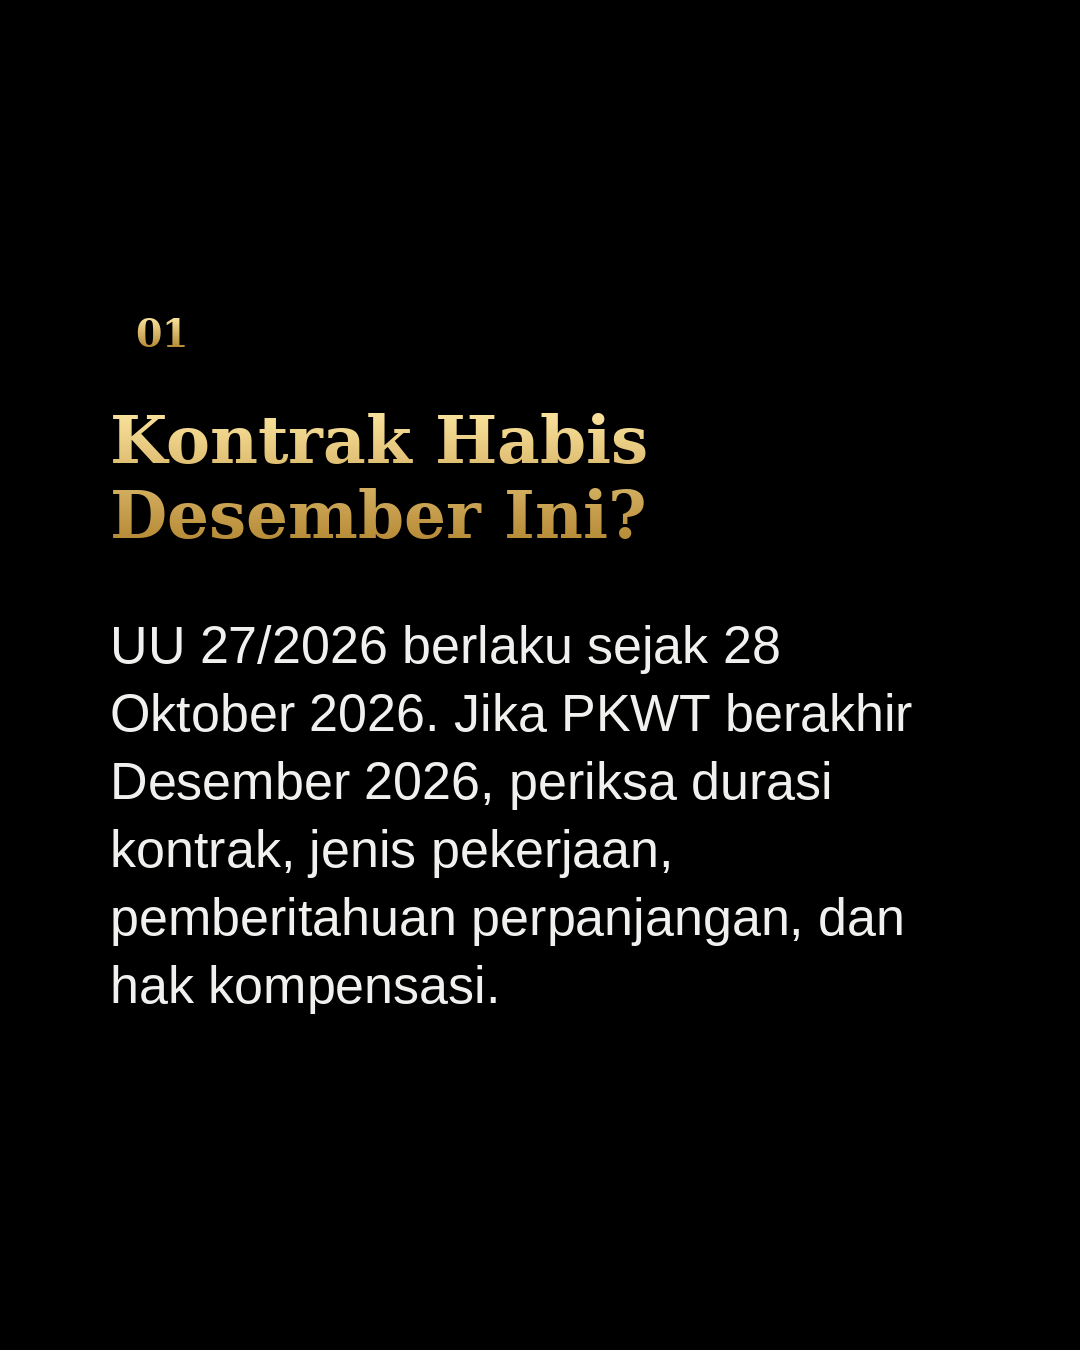 01
Kontrak Habis
Desember Ini?
UU 27/2026 berlaku sejak 28
Oktober 2026. Jika PKWT berakhir
Desember 2026, periksa durasi
kontrak, jenis pekerjaan,
pemberitahuan perpanjangan, dan
hak kompensasi.